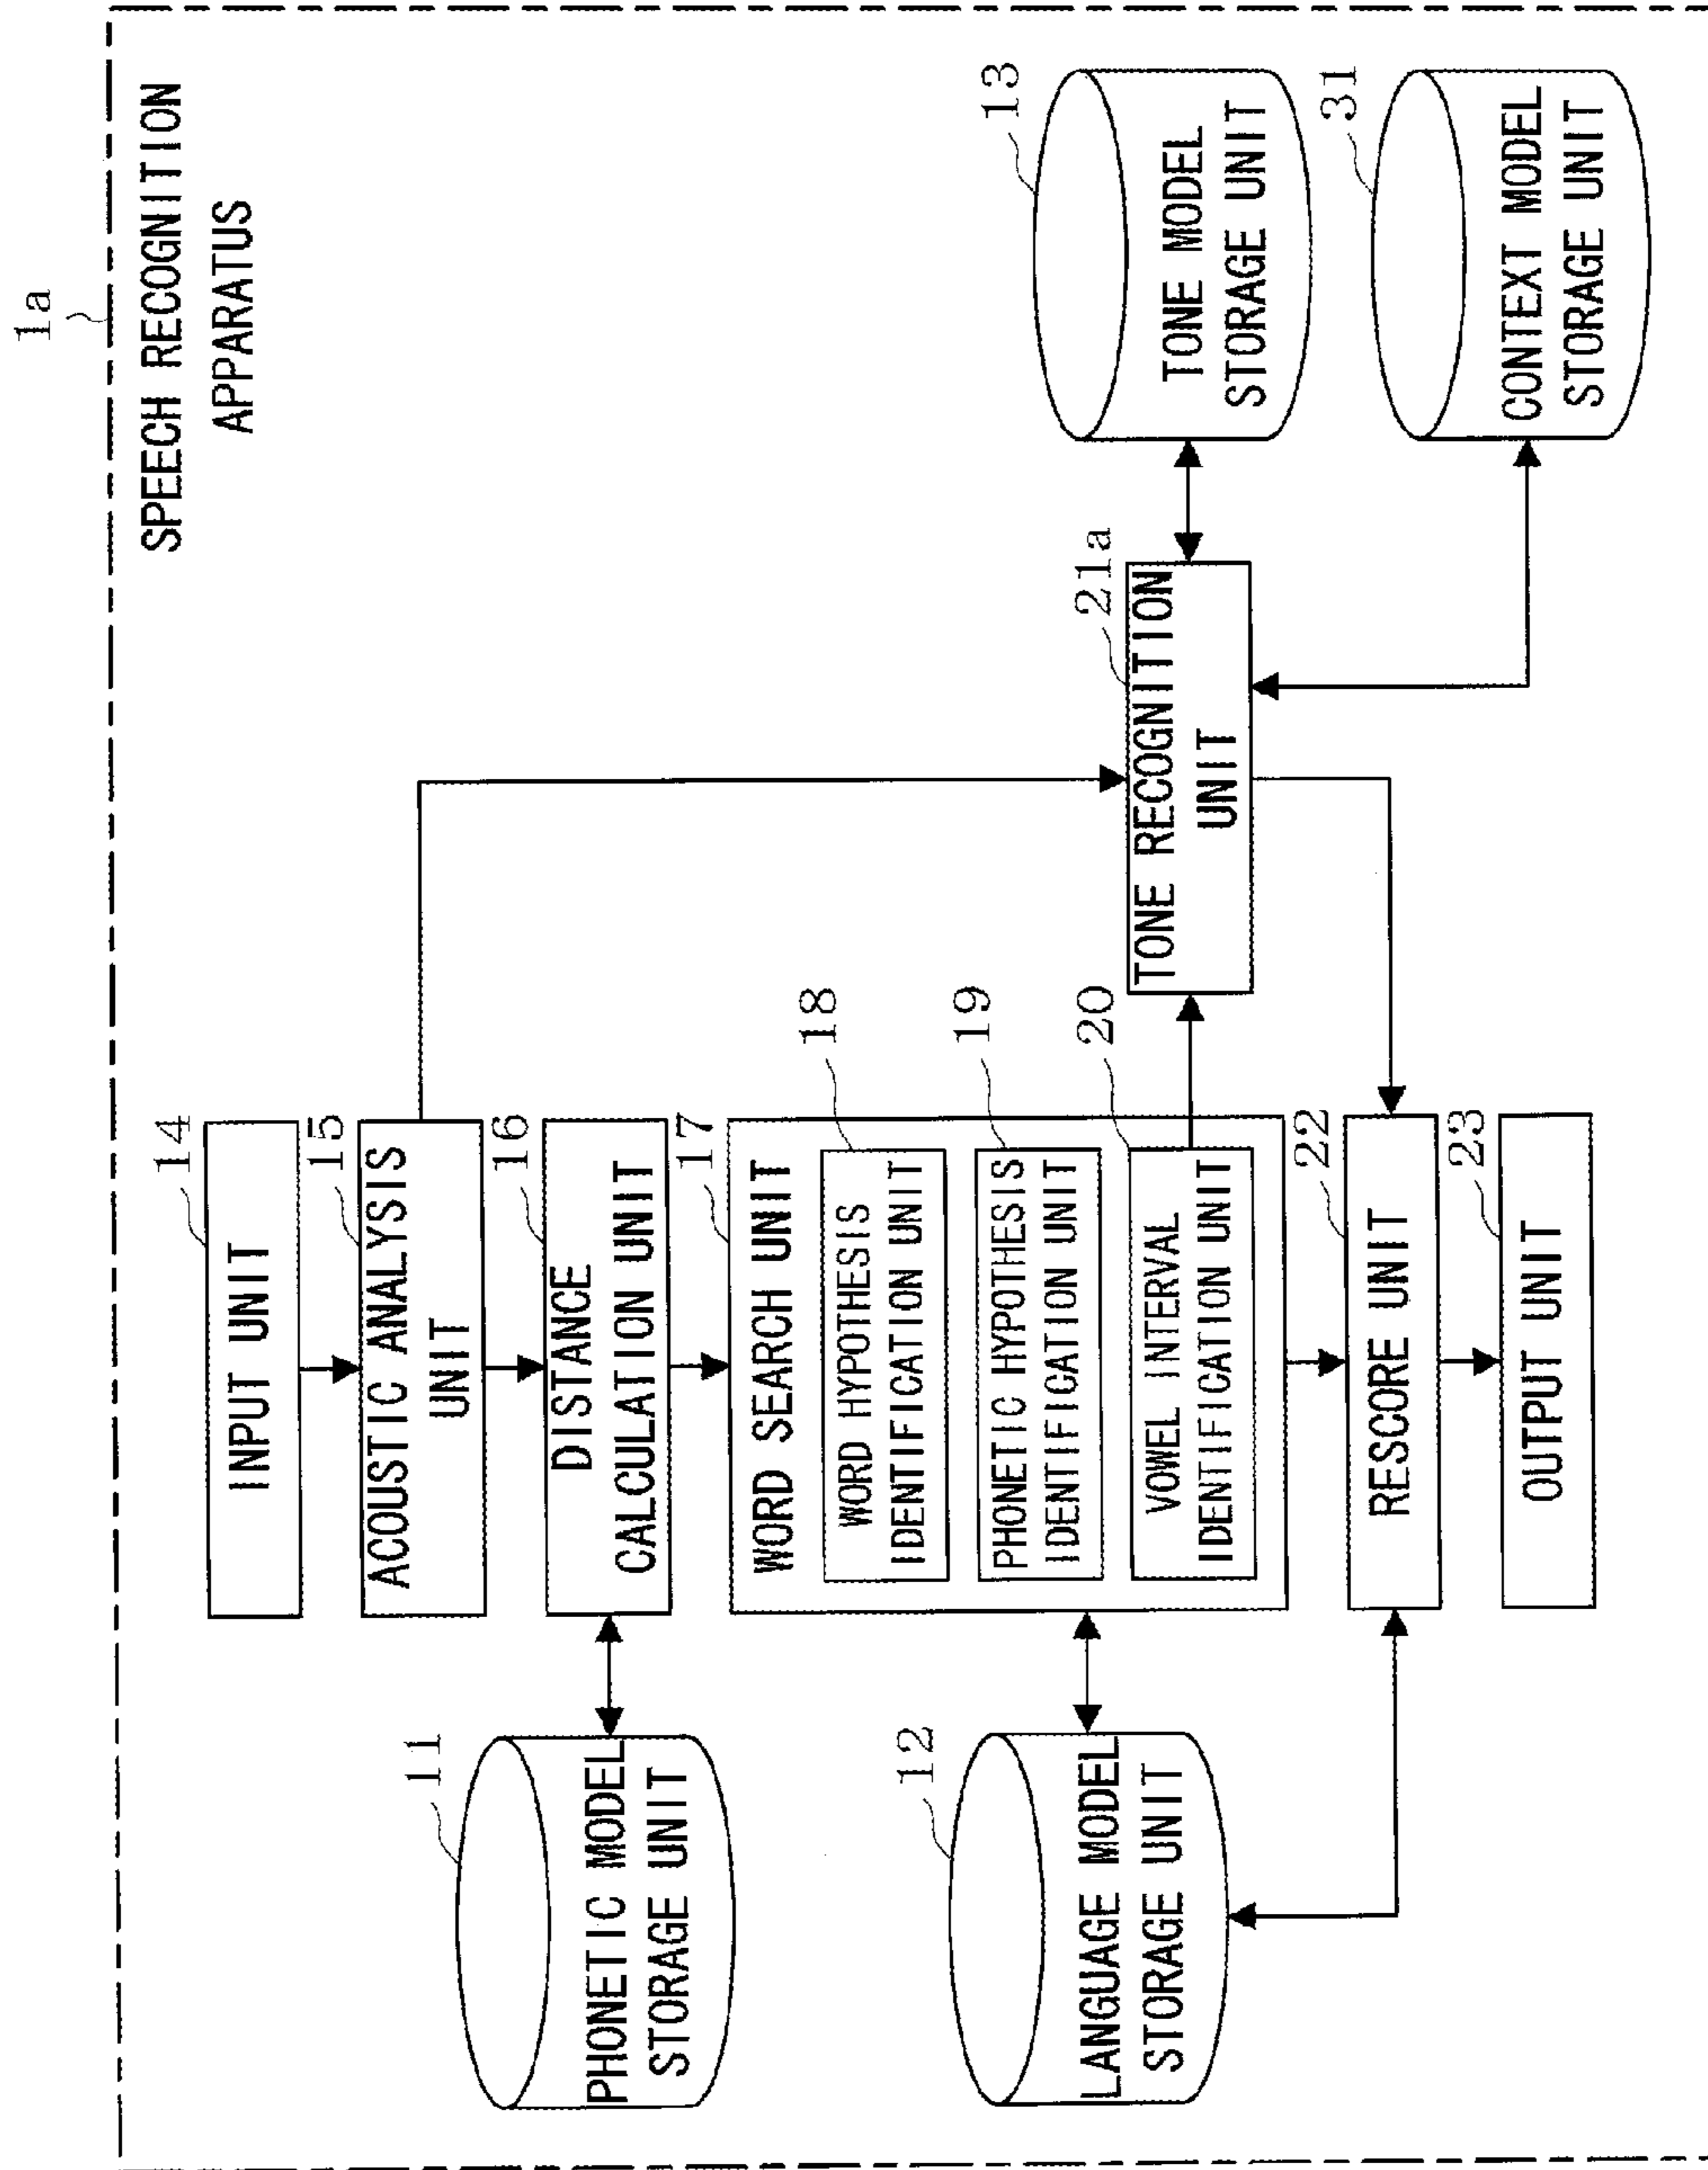 1a
SPEECH RECOGNITION
APPARATUS
14
INPUT UNIT
15
ACOUSTIC ANALYSIS
UNIT
11
PHONETIC MODEL
STORAGE UNIT
16
DISTANCE
CALCULATION UNIT
17
WORD SEARCH UNIT
18
WORD HYPOTHESIS
IDENTIFICATION UNIT
19
PHONETIC HYPOTHESIS
IDENTIFICATION UNIT
20
VOWEL INTERVAL
IDENTIFICATION UNIT
12
LANGUAGE MODEL
STORAGE UNIT
21a
TONE RECOGNITION
UNIT
13
TONE MODEL
STORAGE UNIT
31
CONTEXT MODEL
STORAGE UNIT
22
RESCORE UNIT
23
OUTPUT UNIT